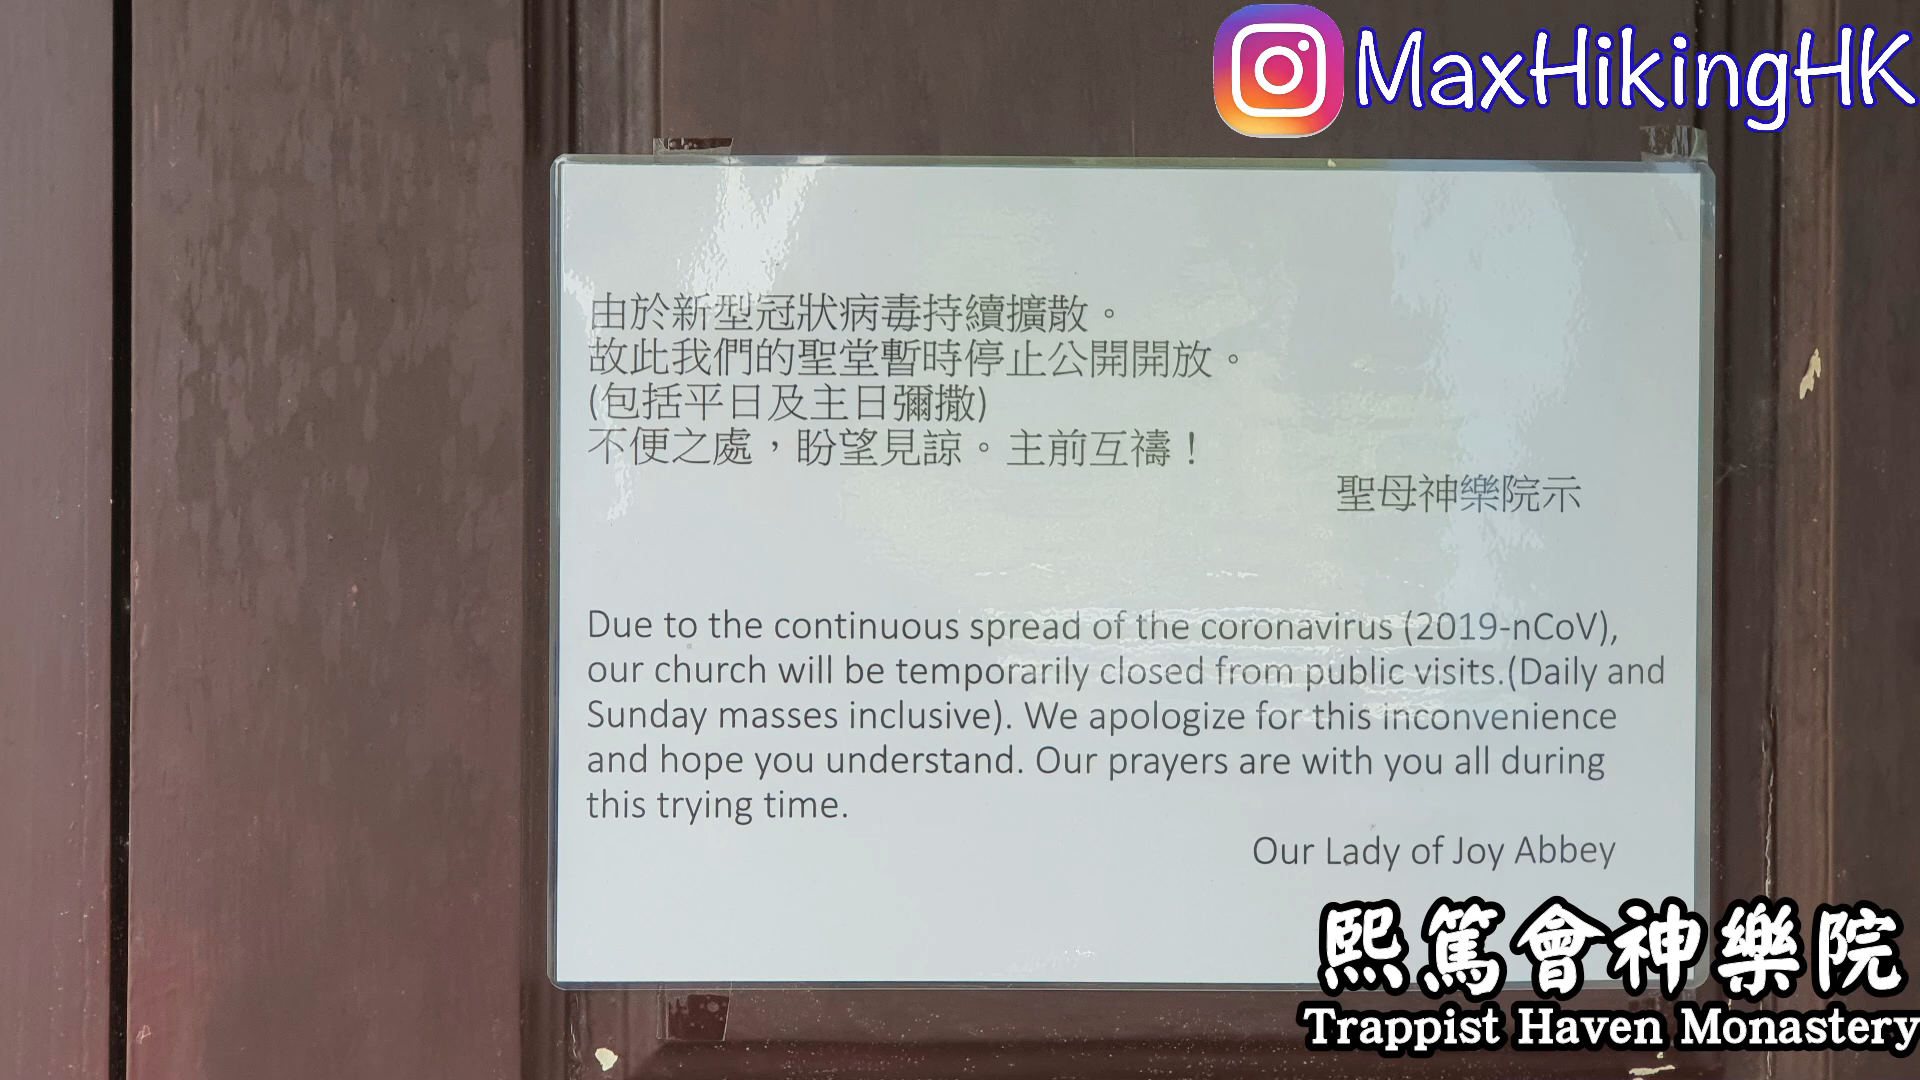 MaxHikingHK
由於新型冠狀病毒持續擴散。
故此我們的聖堂暫時停止公開開放。
(包括平日及主日彌撒)
不便之處，盼望見諒。主前互禱！
聖母神樂院示
Due to the continuous spread of the coronavirus (2019-nCoV),
our church will be temporarily closed from public visits.(Daily and
Sunday masses inclusive). We apologize for this inconvenience
and hope you understand. Our prayers are with you all during
this trying time.
Our Lady of Joy Abbey
熙篤會神樂院
Trappist Haven Monastery